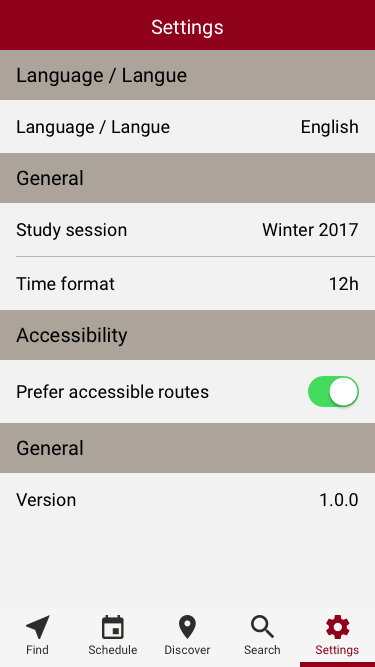 Settings
Language / Langue
Language / Langue English
General
Study session Winter 2017
Time format 12h
Accessibility
Prefer accessible routes
General
Version 1.0.0
Find Schedule Discover Search Settings